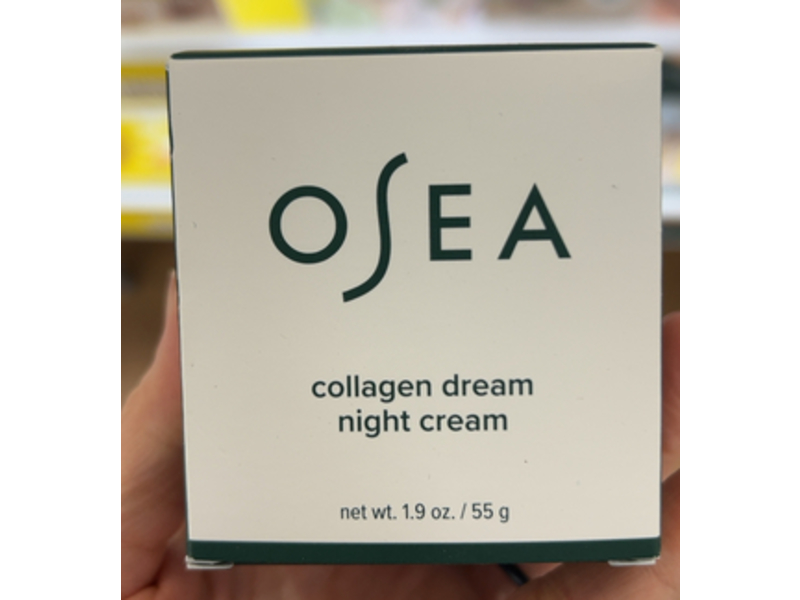 OSEA
collagen dream
night cream
net wt. 1.9 oz. / 55 g